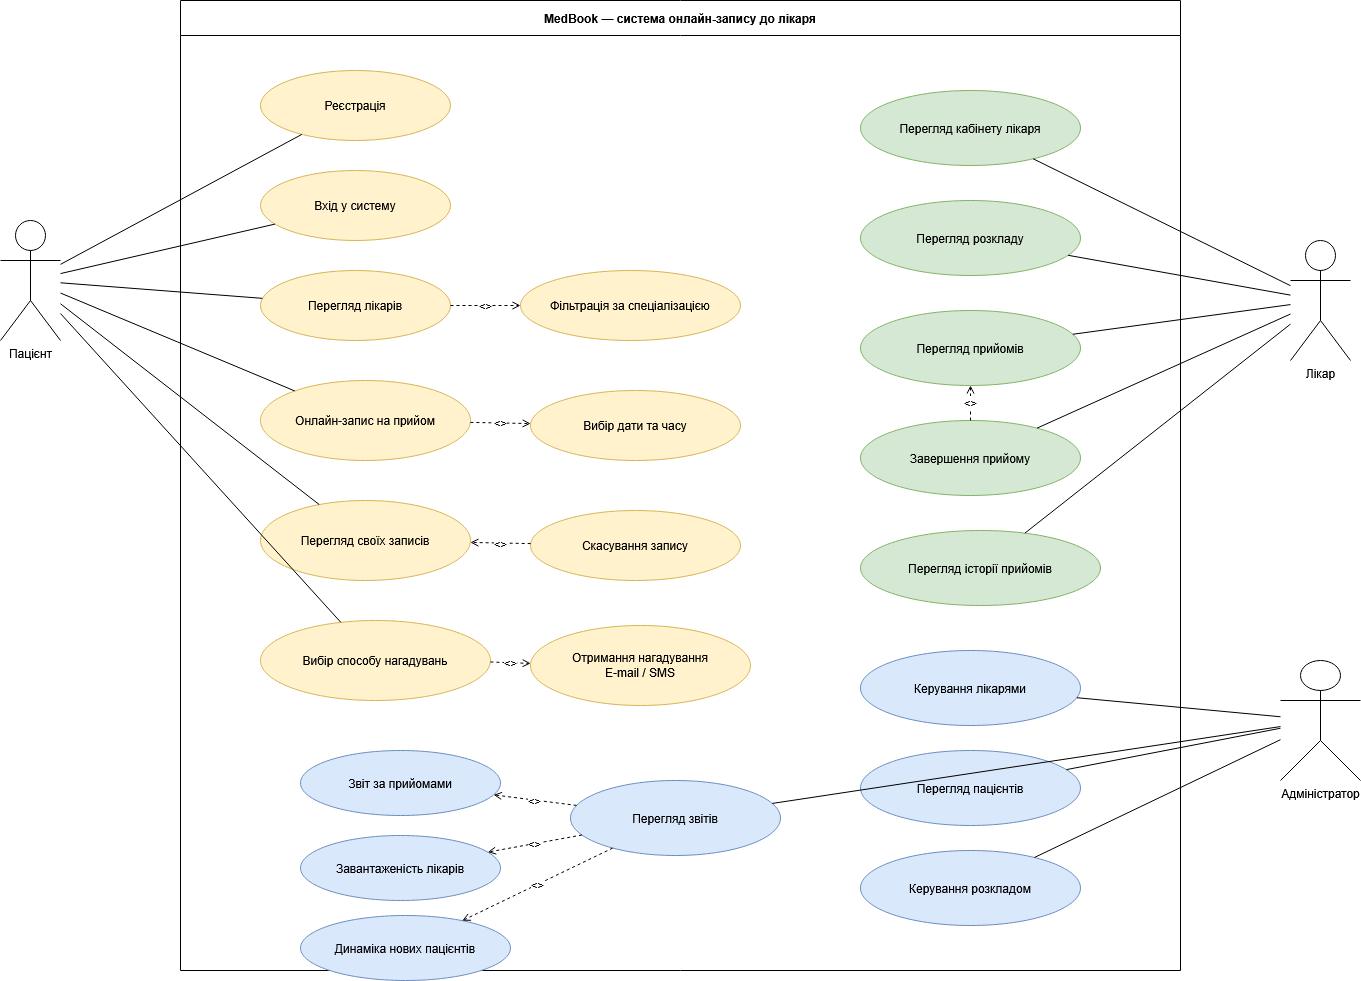 MedBook — система онлайн-запису до лікаря
Реєстрація
Вхід у систему
Перегляд лікарів
<>
Фільтрація за спеціалізацією
Онлайн-запис на прийом
<>
Вибір дати та часу
Перегляд своїх записів
<>
Скасування запису
Вибір способу нагадувань
<>
Отримання нагадування
E-mail / SMS
Пацієнт
Перегляд кабінету лікаря
Перегляд розкладу
Перегляд прийомів
<>
Завершення прийому
Перегляд історії прийомів
Лікар
Керування лікарями
Перегляд пацієнтів
Керування розкладом
Адміністратор
Перегляд звітів
<>
Звіт за прийомами
<>
Завантаженість лікарів
<>
Динаміка нових пацієнтів